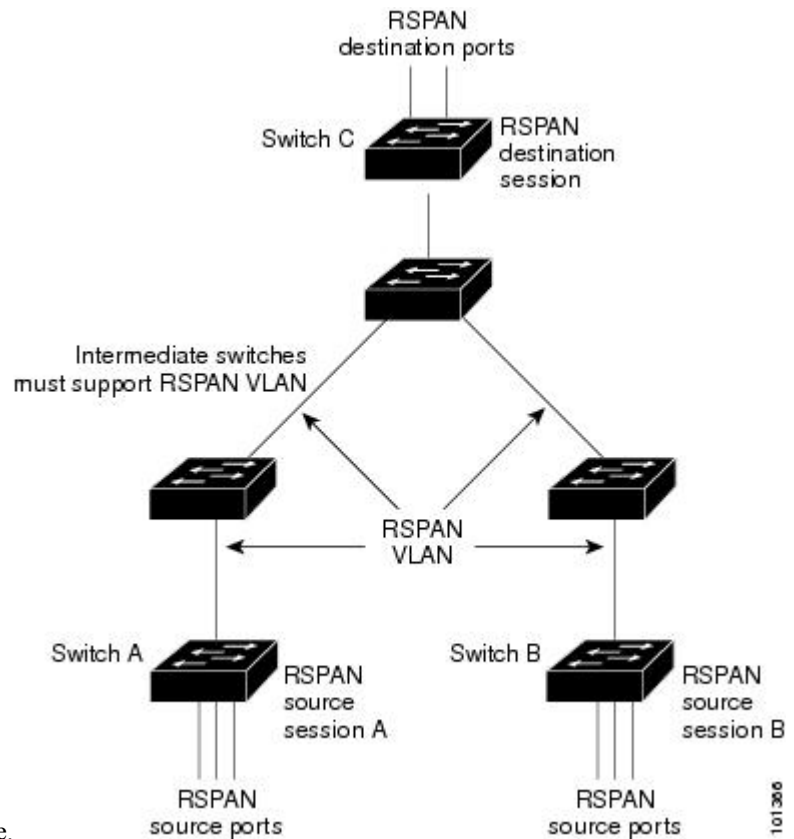 RSPAN
destination ports
Switch C
RSPAN
destination
session
Intermediate switches
must support RSPAN VLAN
RSPAN
VLAN
Switch A
RSPAN
source
session A
Switch B
RSPAN
source
session B
RSPAN
source ports
RSPAN
source ports
101366
e.